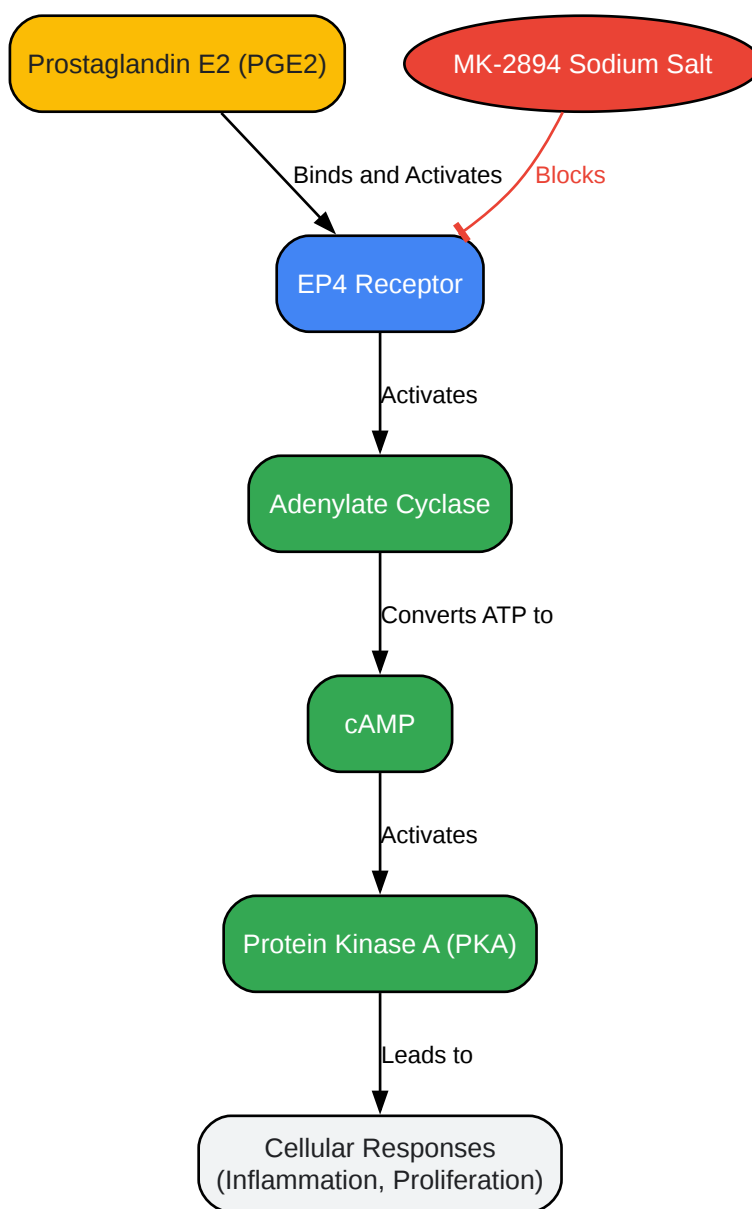 Prostaglandin E2 (PGE2)
MK-2894 Sodium Salt
Binds and Activates
Blocks
EP4 Receptor
Activates
Adenylate Cyclase
Converts ATP to
cAMP
Activates
Protein Kinase A (PKA)
Leads to
Cellular Responses
(Inflammation, Proliferation)